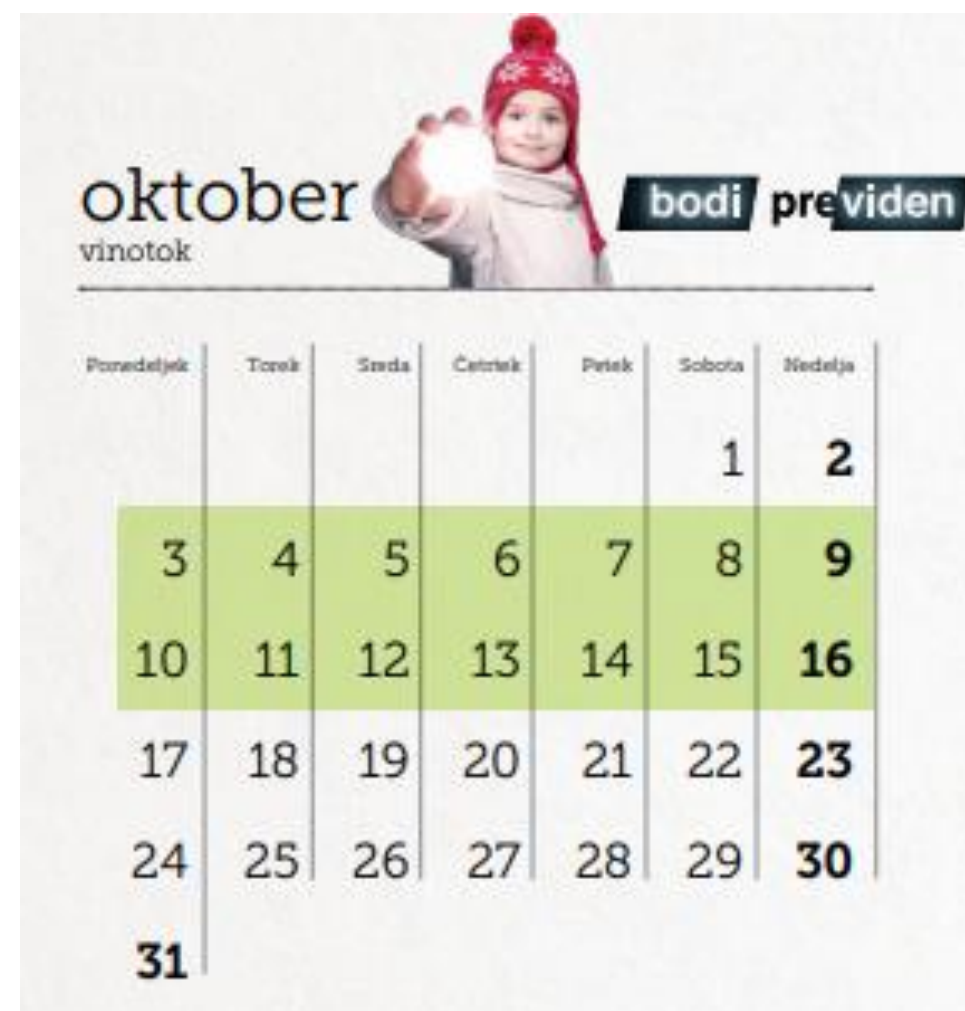 oktober
bodi previden
vinotok
Ponedeljek Torek Sreda Četrtek Petek Sobota Nedelja
1 2
3 4 5 6 7 8 9
10 11 12 13 14 15 16
17 18 19 20 21 22 23
24 25 26 27 28 29 30
31